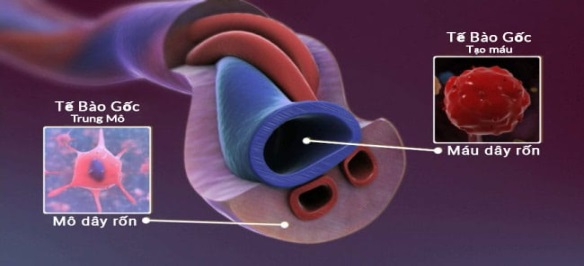 Tế Bào Gốc
Trung Mô
Mô dây rốn
Tế Bào Gốc
Tạo máu
Máu dây rốn